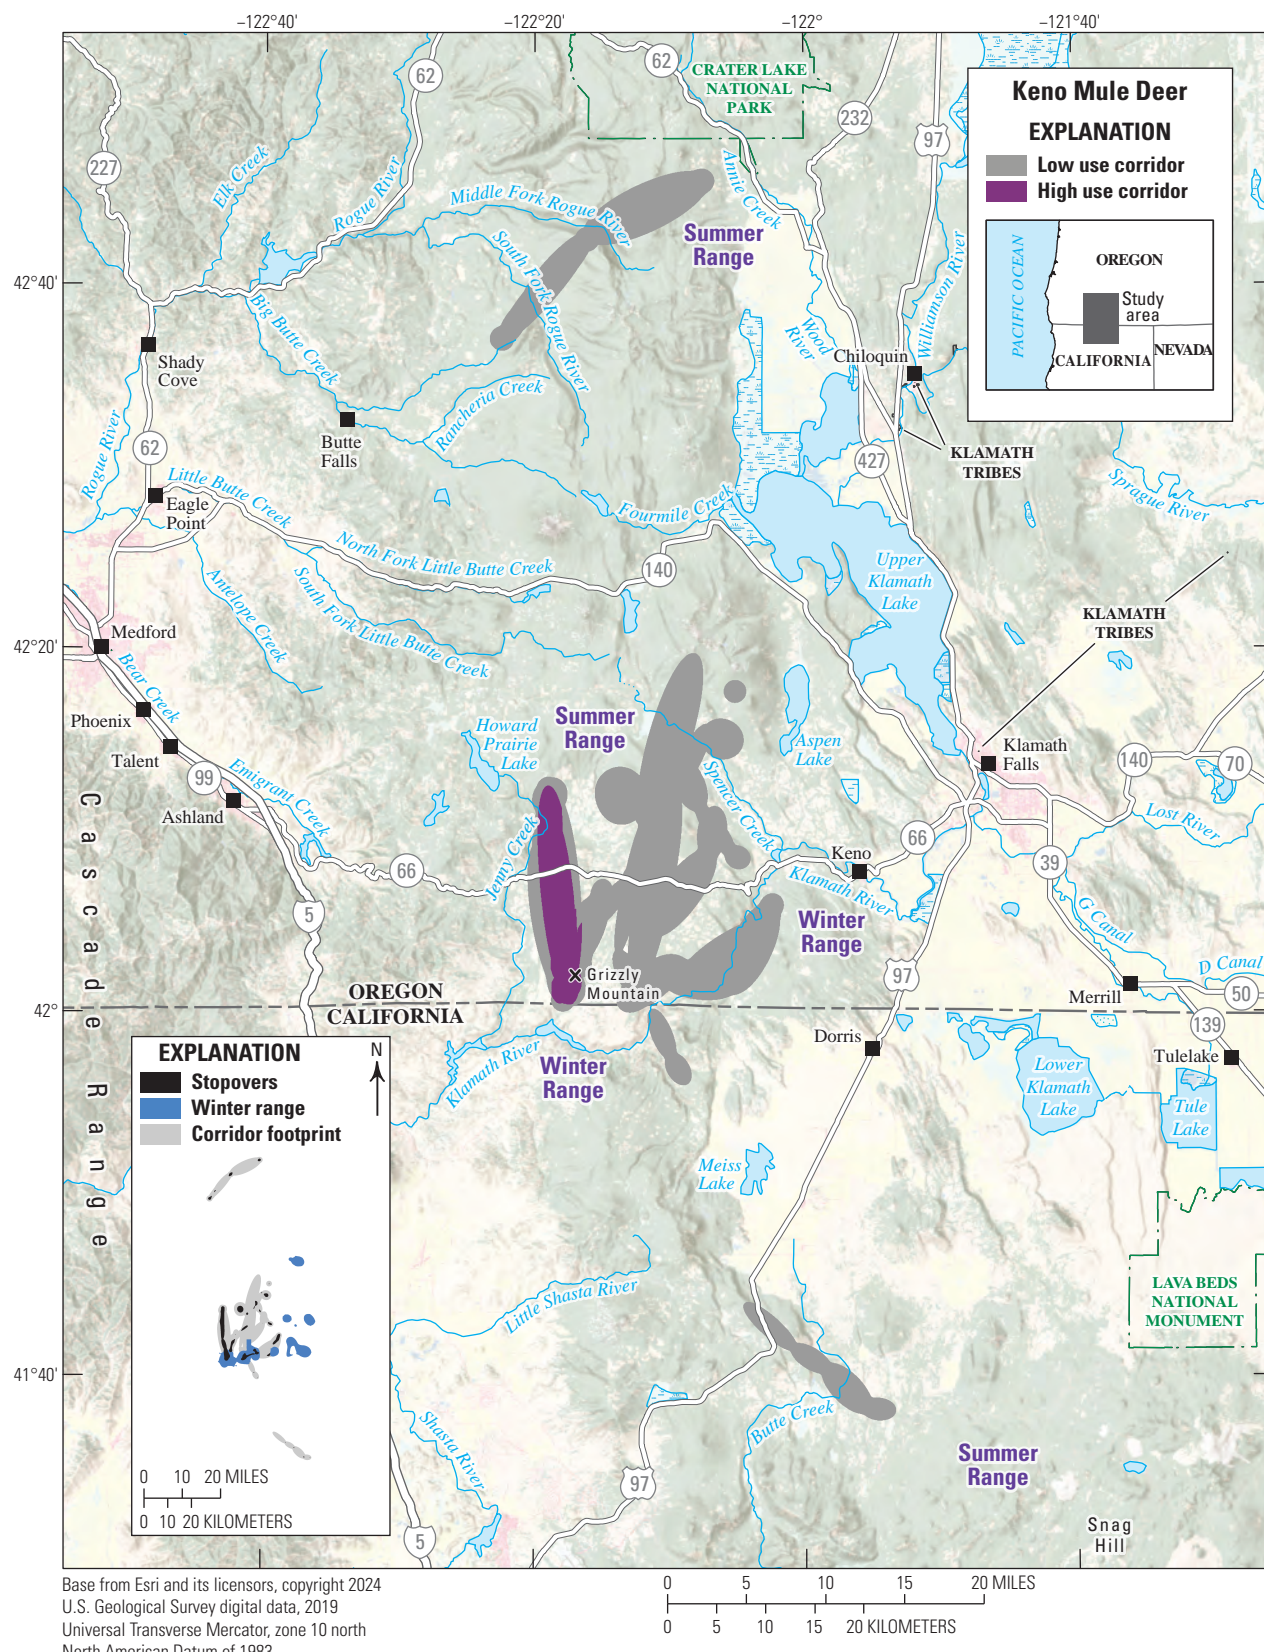 −122°40'
−122°20'
−122°
−121°40'
62
62
CRATER LAKE
NATIONAL
PARK
232
97
227
Elk Creek
Rogue River
Middle Fork Rogue River
Annie Creek
Keno Mule Deer
EXPLANATION
Low use corridor
High use corridor
Summer
Range
South Fork Rogue River
Williamson River
PACIFIC OCEAN
OREGON
Study
area
CALIFORNIA
NEVADA
42°40'
Big Butte Creek
Wood
River
Chiloquin
Shady
Cove
Rancheria Creek
Rogue River
Butte
Falls
62
KLAMATH
TRIBES
427
Little Butte Creek
Eagle
Point
Fourmile Creek
Sprague River
North Fork Little Butte Creek
140
Upper
Klamath
Lake
Antelope Creek
South Fork Little Butte Creek
KLAMATH
TRIBES
Medford
42°20'
Bear Creek
Phoenix
Talent
Howard
Prairie
Lake
Summer
Range
Aspen
Lake
Klamath
Falls
140
70
99
Emigrant Creek
Ashland
Spencer Creek
Lost River
Jenny Creek
66
66
Keno
39
Klamath River
5
Winter
Range
G Canal
D Canal
97
Grizzly
Mountain
Merrill
50
42°
OREGON
CALIFORNIA
139
Dorris
Tulelake
Klamath River
Winter
Range
Lower
Klamath
Lake
Tule
Lake
Cascade Range
EXPLANATION
N
Stopovers
Winter range
Corridor footprint
Meiss
Lake
Little Shasta River
LAVA BEDS
NATIONAL
MONUMENT
41°40'
Butte Creek
Shasta River
Summer
Range
97
0 10 20 MILES
0 10 20 KILOMETERS
5
Snag
Hill
Base from Esri and its licensors, copyright 2024
U.S. Geological Survey digital data, 2019
Universal Transverse Mercator, zone 10 north
North American Datum of 1983
0 5 10 15 20 MILES
0 5 10 15 20 KILOMETERS